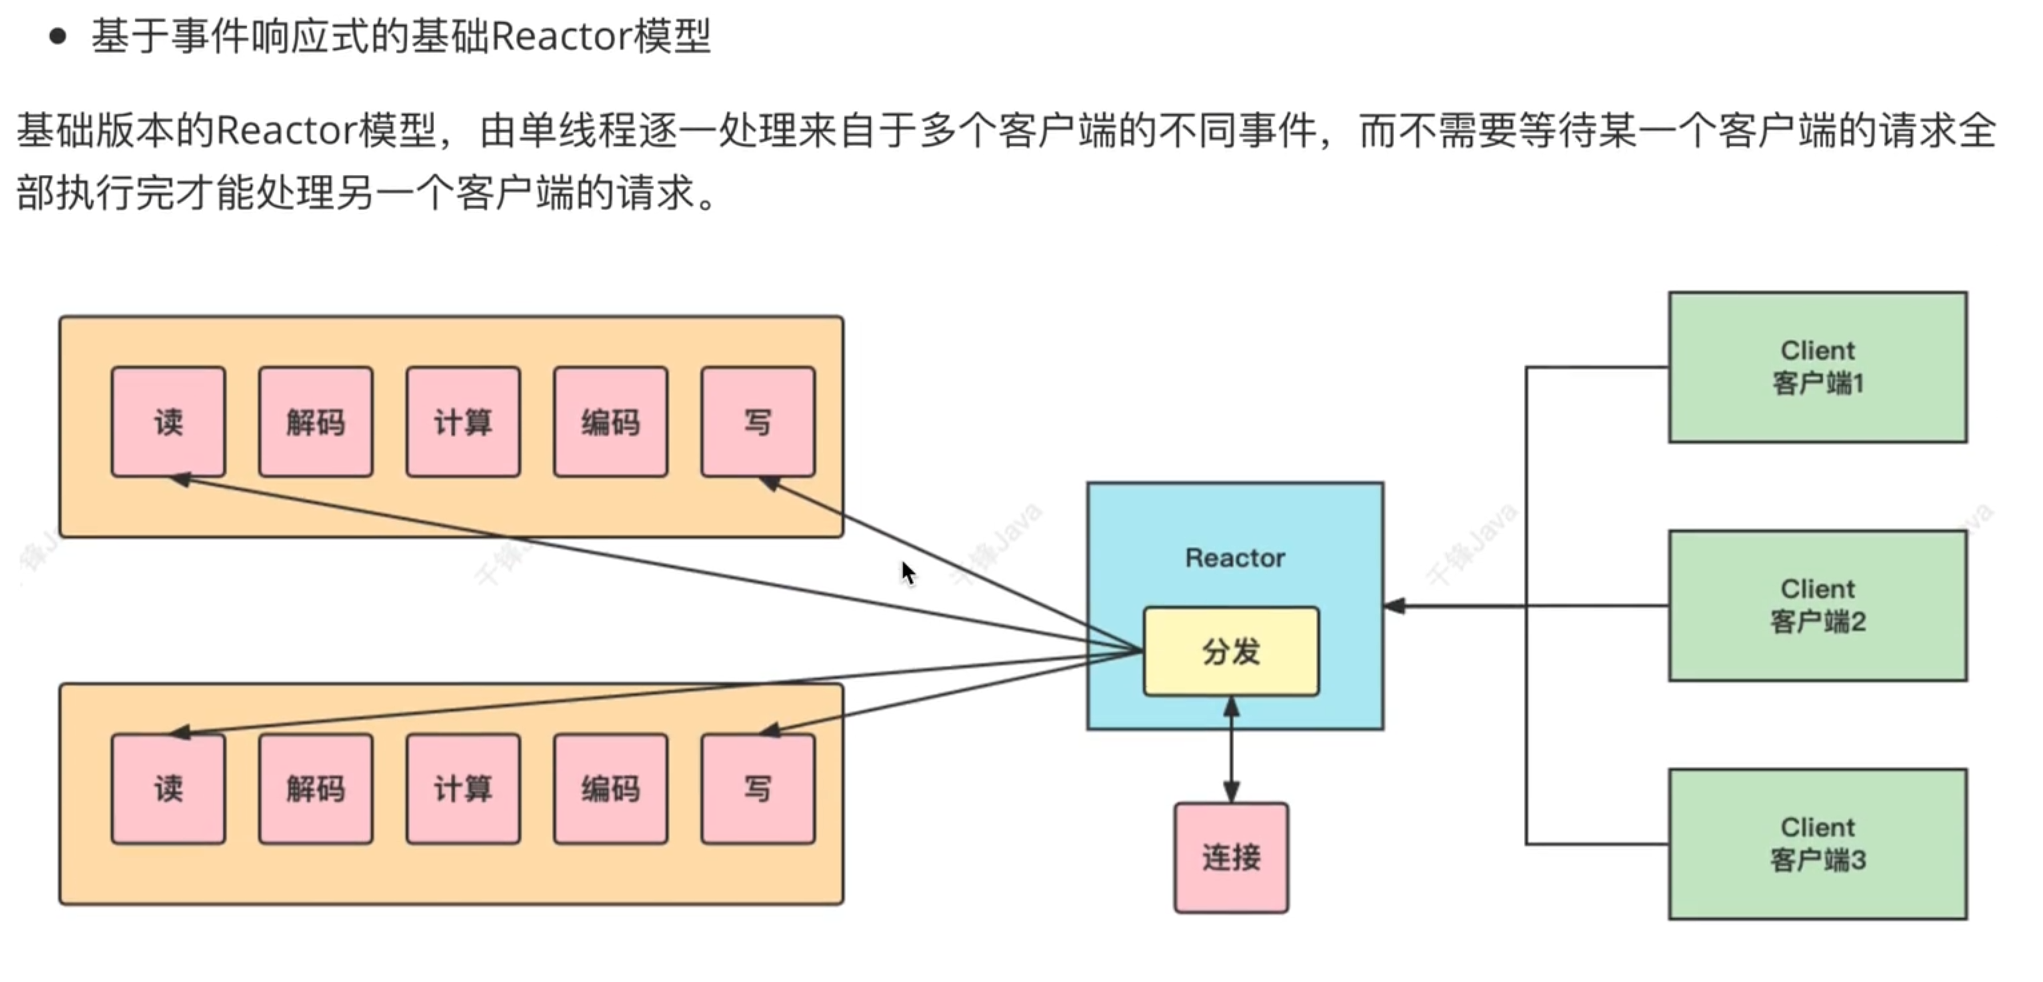 基于事件响应式的基础Reactor模型
基础版本的Reactor模型，由单线程逐一处理来自于多个客户端的不同事件，而不需要等待某一个客户端的请求全
部执行完才能处理另一个客户端的请求。
读 解码 计算 编码 写
Client
客户端1
Reactor
分发
Client
客户端2
千锋Java
千锋Java
读 解码 计算 编码 写
连接
Client
客户端3